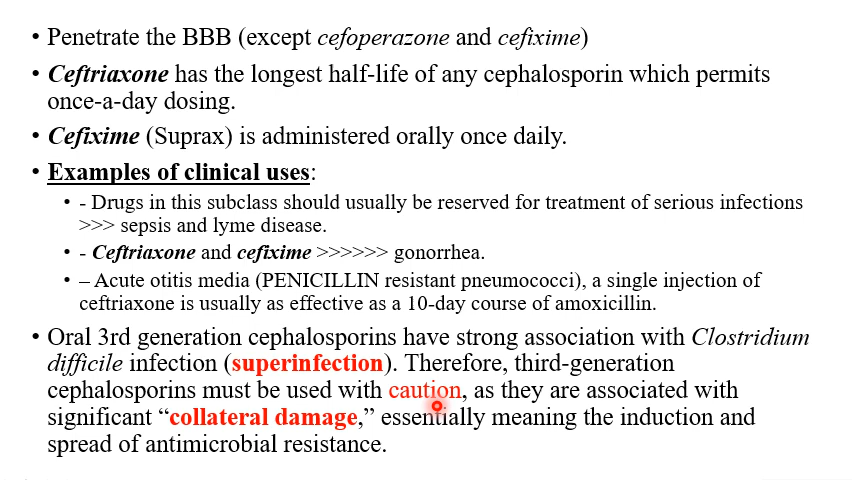 • Penetrate the BBB (except cefoperazone and cefixime)
• Ceftriaxone has the longest half-life of any cephalosporin which permits
once-a-day dosing.
• Cefixime (Suprax) is administered orally once daily.
• Examples of clinical uses:
• - Drugs in this subclass should usually be reserved for treatment of serious infections
>>> sepsis and lyme disease.
• - Ceftriaxone and cefixime >>>>>> gonorrhea.
• – Acute otitis media (PENICILLIN resistant pneumococci), a single injection of
ceftriaxone is usually as effective as a 10-day course of amoxicillin.
• Oral 3rd generation cephalosporins have strong association with Clostridium
difficile infection (superinfection). Therefore, third-generation
cephalosporins must be used with caution, as they are associated with
significant “collateral damage,” essentially meaning the induction and
spread of antimicrobial resistance.